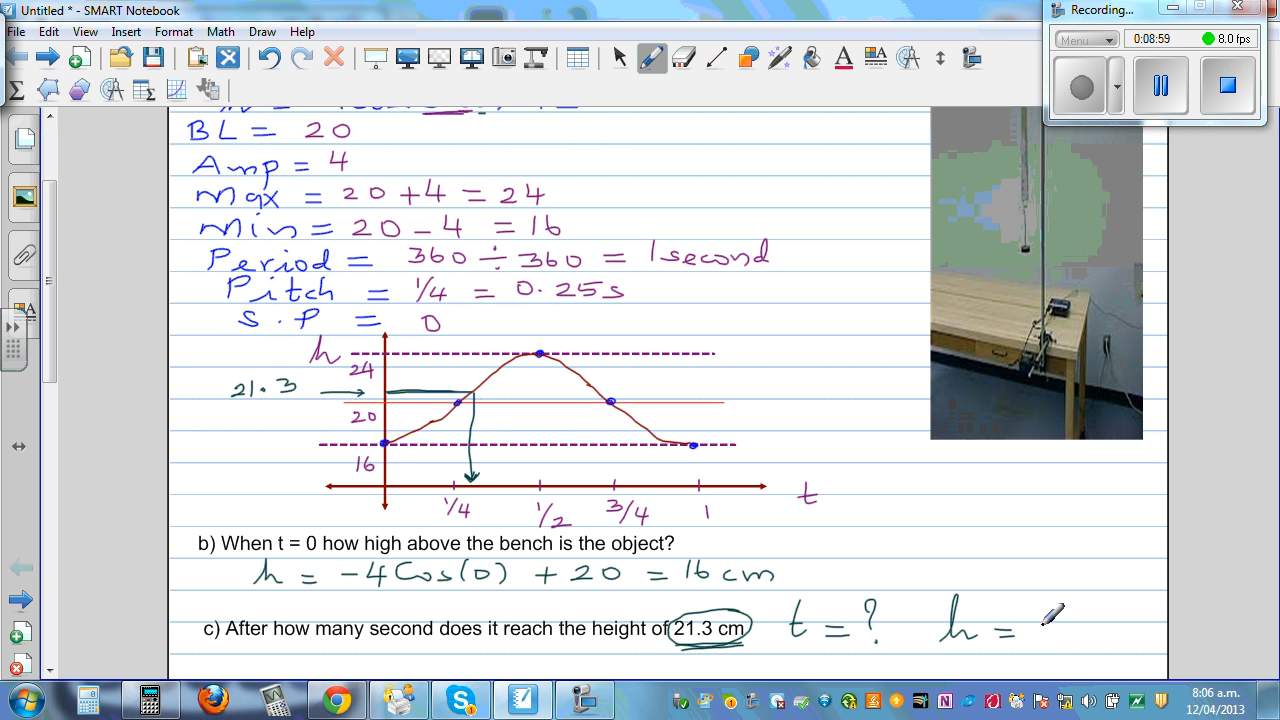 Untitled * - SMART Notebook
Recording...
File Edit View Insert Format Math Draw Help
Menu 0:08:59 8.0 fps
BL = 20
Amp = 4
Max = 20 + 4 = 24
Min = 20 - 4 = 16
Period = 360 ÷ 360 = 1 second
Pitch = 1/4 = 0.25s
S.P = 0
h
24
21.3
20
16
1/4 1/2 3/4 1 t
b) When t = 0 how high above the bench is the object?
h = -4 Cos(0) + 20 = 16 cm
c) After how many second does it reach the height of 21.3 cm t = ? h =
8:06 a.m.
12/04/2013